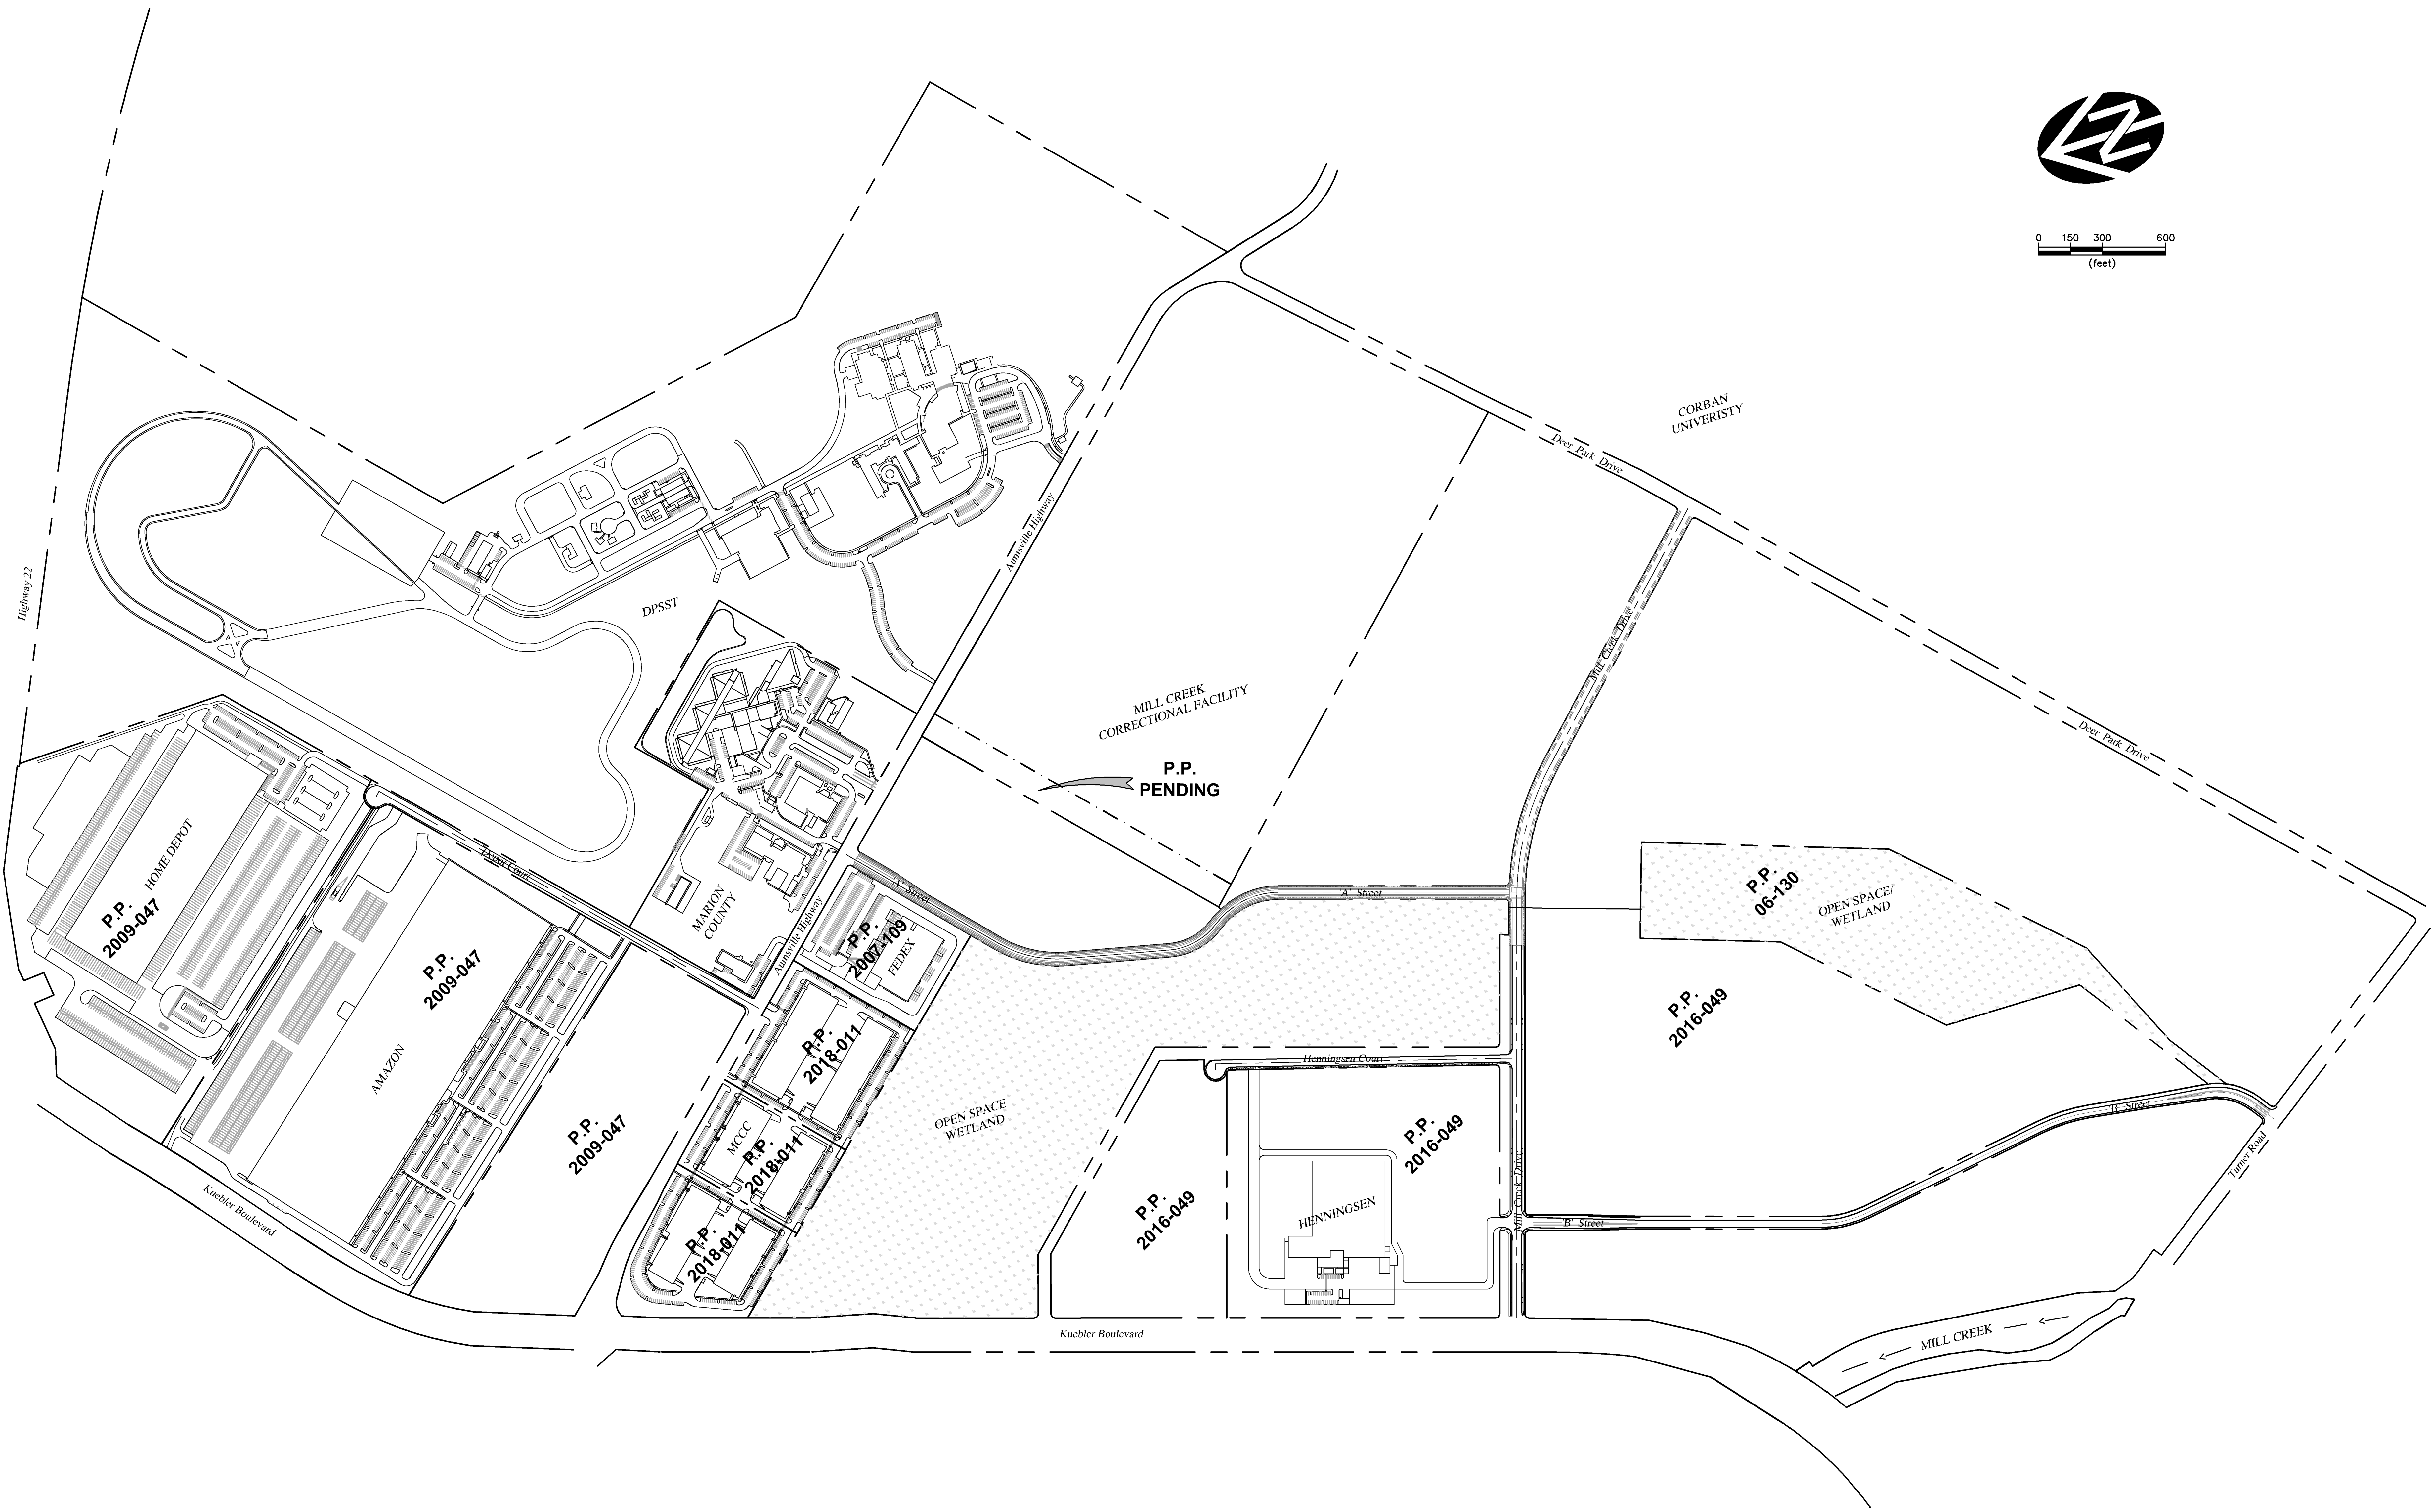 N
0 150 300 600
(feet)
CORBAN
UNIVERISTY
Deer Park Drive
Aumsville Highway
Highway 22
DPSST
Mill Creek Drive
MILL CREEK
CORRECTIONAL FACILITY
P.P.
PENDING
Deer Park Drive
HOME DEPOT
P.P.
2009-047
Depot Court
MARION
COUNTY
'A' Street
'A' Street
P.P.
06-130
OPEN SPACE/
WETLAND
Aumsville Highway
P.P.
2007-109
FEDEX
P.P.
2009-047
AMAZON
P.P.
2018-011
P.P.
2016-049
Henningsen Court
OPEN SPACE
WETLAND
P.P.
2009-047
MCCC
P.P.
2018-011
P.P.
2016-049
'B' Street
Turner Road
P.P.
2018-011
P.P.
2016-049
HENNINGSEN
Mill Creek Drive
'B' Street
Kuebler Boulevard
Kuebler Boulevard
MILL CREEK